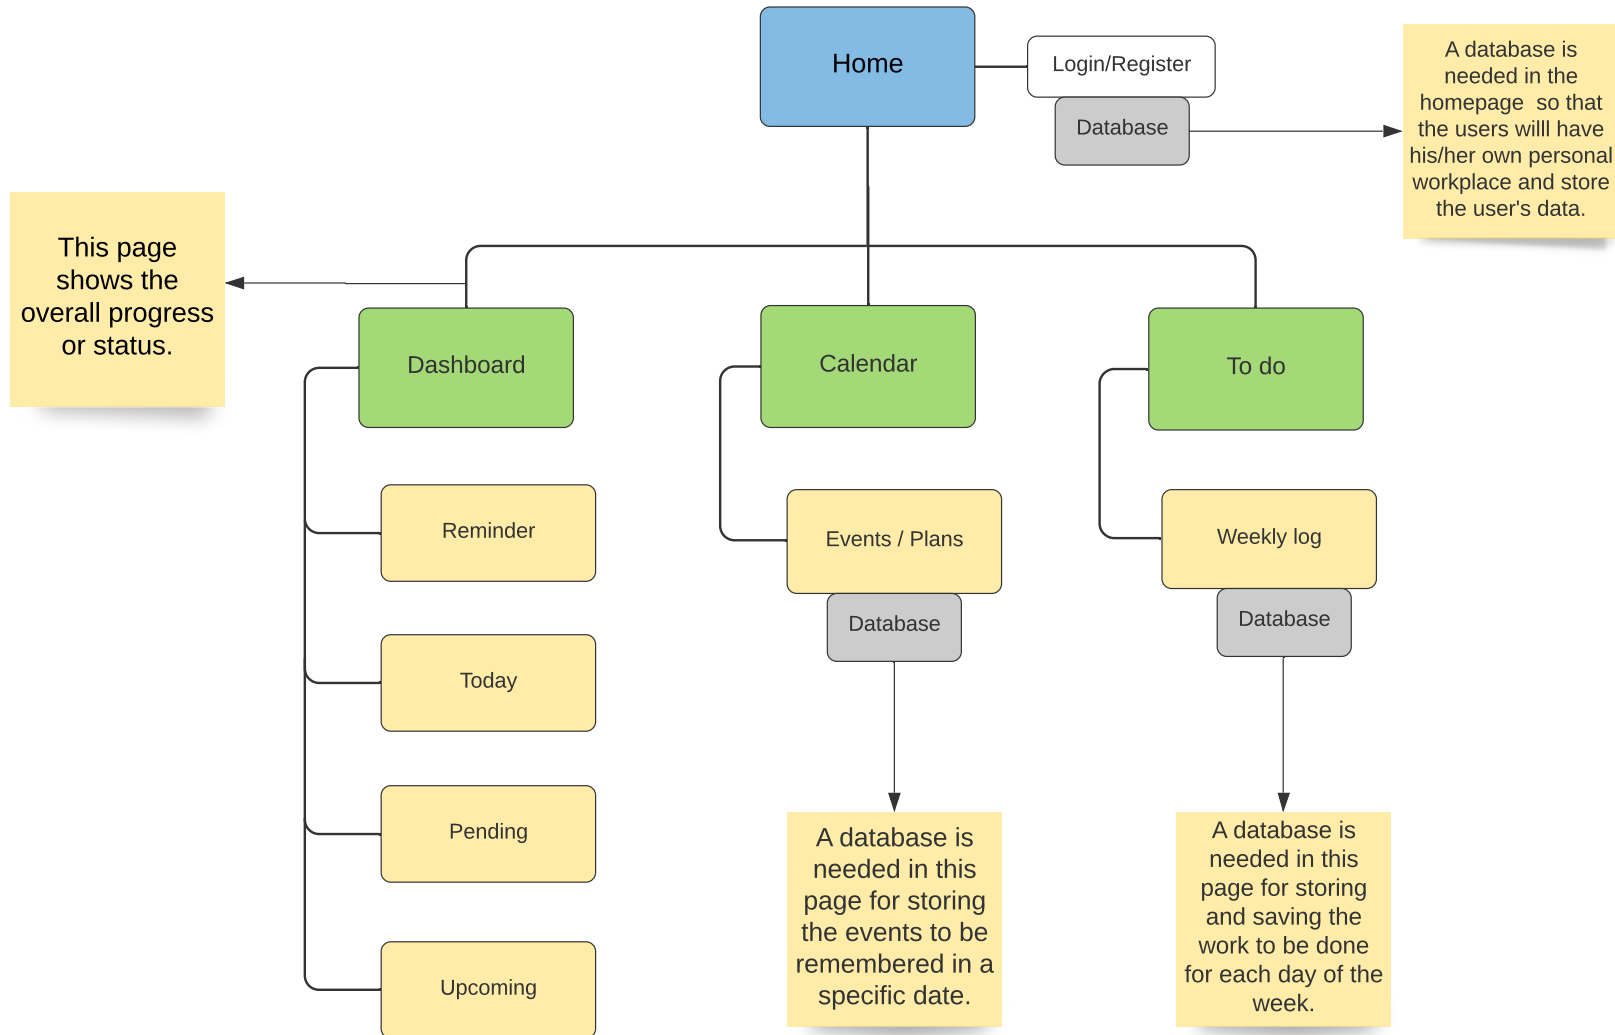 Home
Login/Register
Database
A database is
needed in the
homepage  so that
the users willl have
his/her own personal
workplace and store
the user's data.
This page
shows the
overall progress
or status.
Dashboard
Calendar
To do
Reminder
Today
Pending
Upcoming
Events / Plans
Database
A database is
needed in this
page for storing
the events to be
remembered in a
specific date.
Weekly log
Database
A database is
needed in this
page for storing
and saving the
work to be done
for each day of the
week.